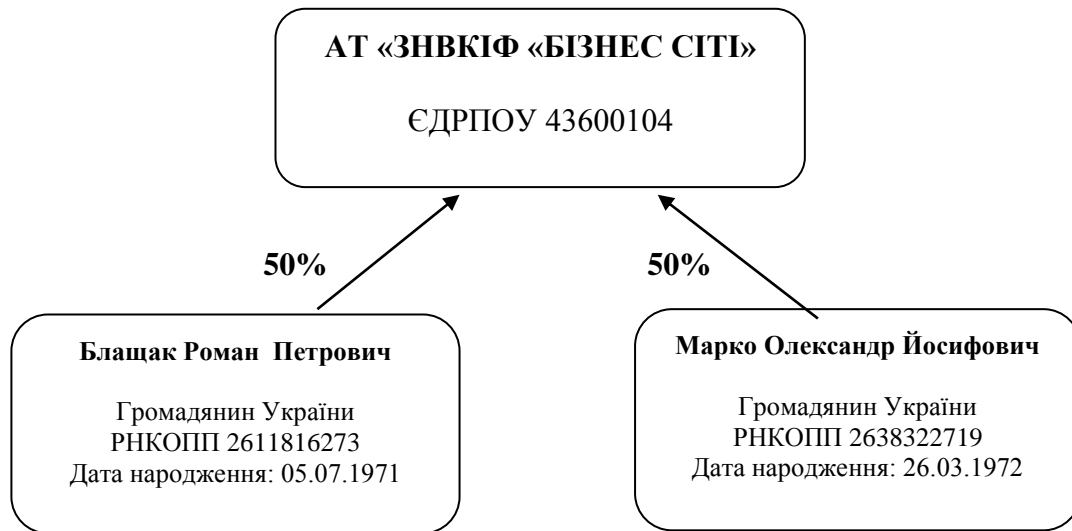 АТ «ЗНВКІФ «БІЗНЕС СІТІ»
ЄДРПОУ 43600104
50%
50%
Блащак Роман Петрович
Громадянин України
РНКОПП 2611816273
Дата народження: 05.07.1971
Марко Олександр Йосифович
Громадянин України
РНКОПП 2638322719
Дата народження: 26.03.1972